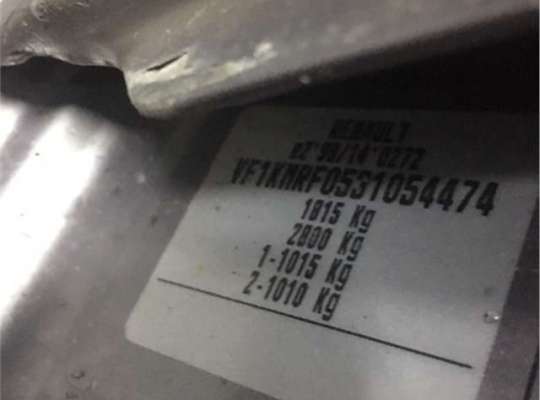 RENAULT
e2*98/14*0272
VF1KMRF0531054474
1815 Kg
2800 Kg
1-1015 Kg
2-1010 Kg